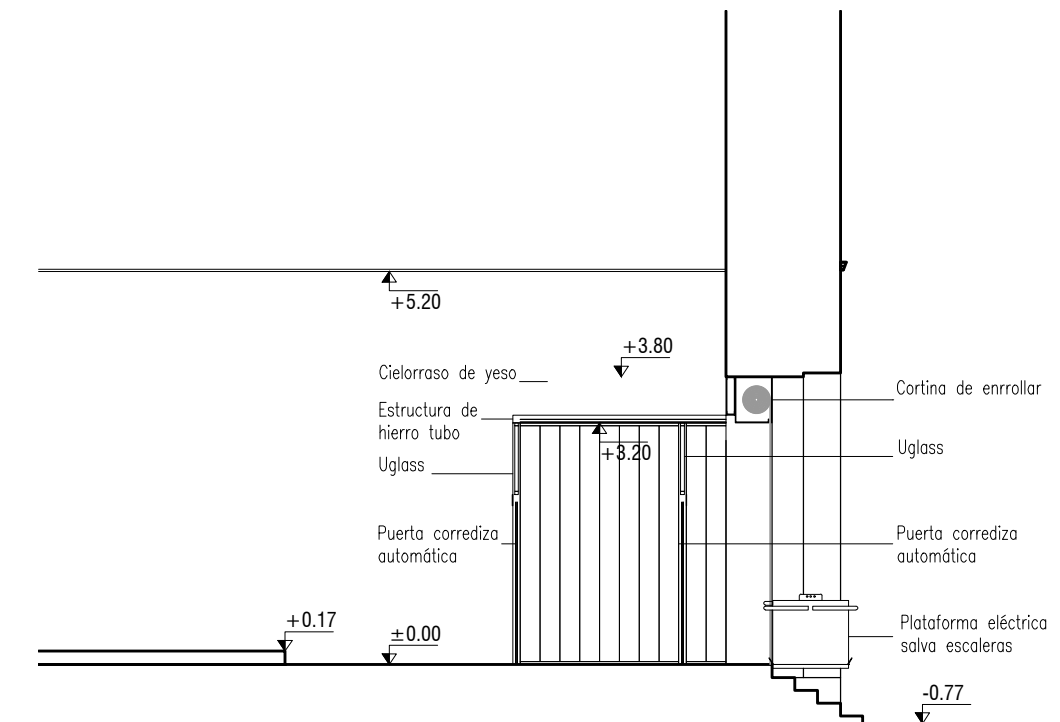 +5.20
+3.80
Cielorraso de yeso
Cortina de enrrollar
Estructura de
hierro tubo
+3.20
Uglass
Uglass
Puerta corrediza
automática
Puerta corrediza
automática
+0.17
±0.00
Plataforma eléctrica
salva escaleras
-0.77